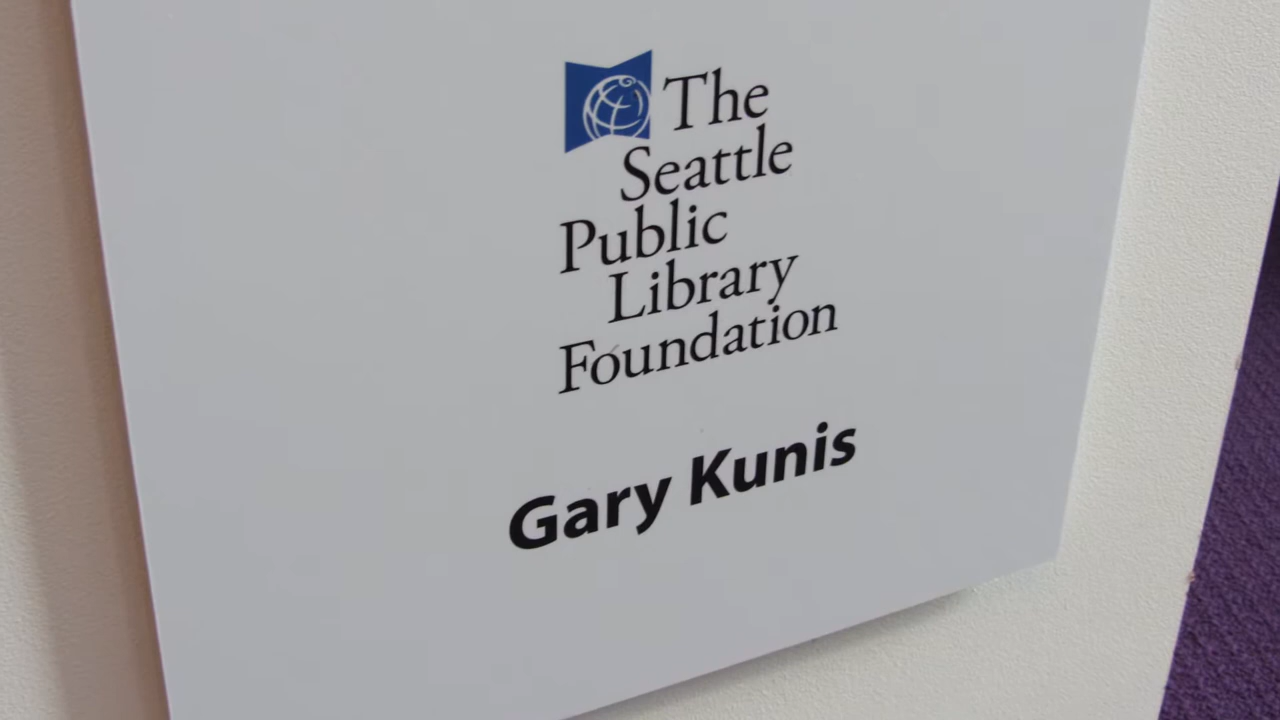 The
Seattle
Public
Library
Foundation
Gary Kunis